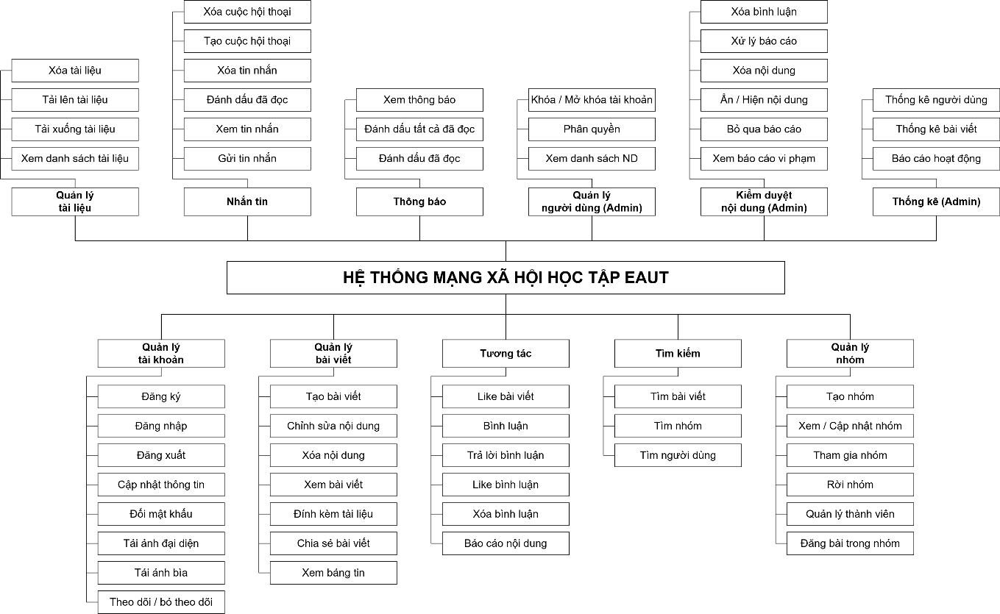 Xóa tài liệu
Tải lên tài liệu
Tải xuống tài liệu
Xem danh sách tài liệu
Quản lý
tài liệu
Xóa cuộc hội thoại
Tạo cuộc hội thoại
Xóa tin nhắn
Đánh dấu đã đọc
Xem tin nhắn
Gửi tin nhắn
Nhắn tin
Xem thông báo
Đánh dấu tất cả đã đọc
Đánh dấu đã đọc
Thông báo
Khóa / Mở khóa tài khoản
Phân quyền
Xem danh sách ND
Quản lý
người dùng (Admin)
Xóa bình luận
Xử lý báo cáo
Xóa nội dung
Ẩn / Hiện nội dung
Bỏ qua báo cáo
Xem báo cáo vi phạm
Kiểm duyệt
nội dung (Admin)
Thống kê người dùng
Thống kê bài viết
Báo cáo hoạt động
Thống kê (Admin)
HỆ THỐNG MẠNG XÃ HỘI HỌC TẬP EAUT
Quản lý
tài khoản
Đăng ký
Đăng nhập
Đăng xuất
Cập nhật thông tin
Đổi mật khẩu
Tải ảnh đại diện
Tải ảnh bìa
Theo dõi / bỏ theo dõi
Quản lý
bài viết
Tạo bài viết
Chỉnh sửa nội dung
Xóa nội dung
Xem bài viết
Đính kèm tài liệu
Chia sẻ bài viết
Xem bảng tin
Tương tác
Like bài viết
Bình luận
Trả lời bình luận
Like bình luận
Xóa bình luận
Báo cáo nội dung
Tìm kiếm
Tìm bài viết
Tìm nhóm
Tìm người dùng
Quản lý
nhóm
Tạo nhóm
Xem / Cập nhật nhóm
Tham gia nhóm
Rời nhóm
Quản lý thành viên
Đăng bài trong nhóm